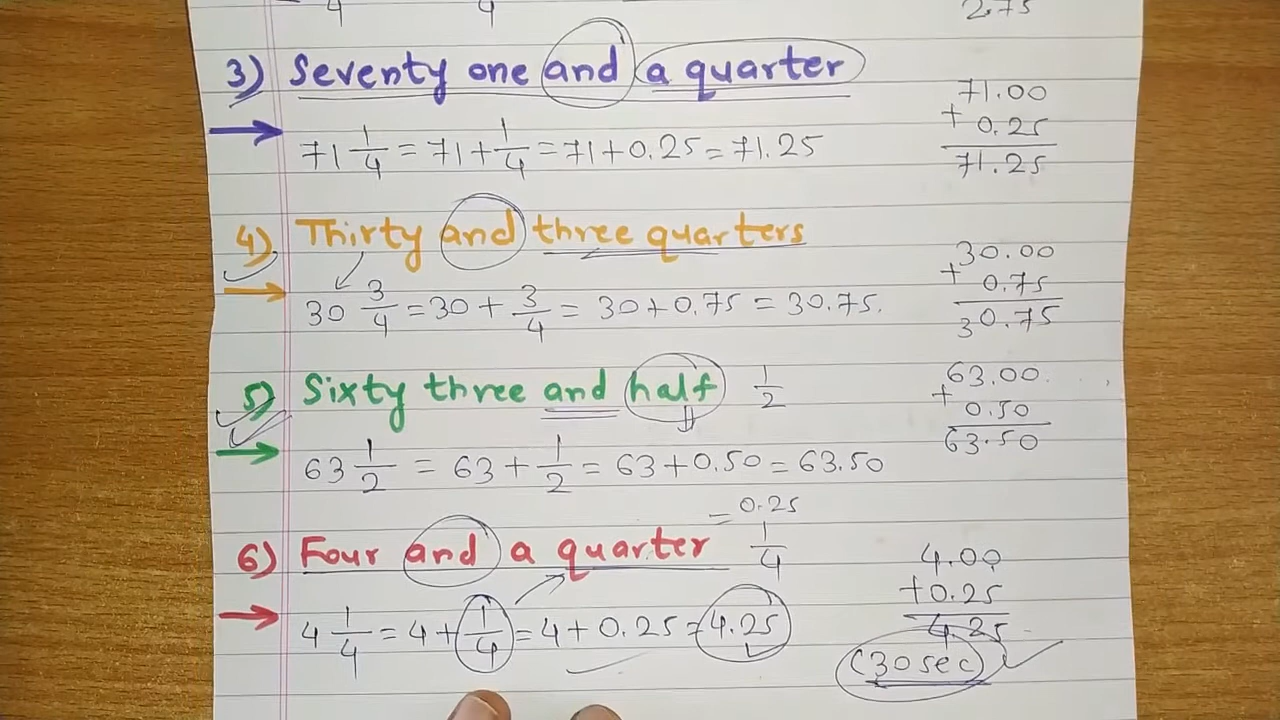 4 4 2.75
3) Seventy one and a quarter
71 1/4 = 71 + 1/4 = 71 + 0.25 = 71.25
71.00
+ 0.25
71.25
4) Thirty and three quarters
30 3/4 = 30 + 3/4 = 30 + 0.75 = 30.75.
30.00
+ 0.75
30.75
5) Sixty three and half 1/2
63 1/2 = 63 + 1/2 = 63 + 0.50 = 63.50
63.00
+ 0.50
63.50
6) Four and a quarter 1/4 = 0.25
4 1/4 = 4 + 1/4 = 4 + 0.25 = 4.25
4.00
+ 0.25
4.25
(30 sec)